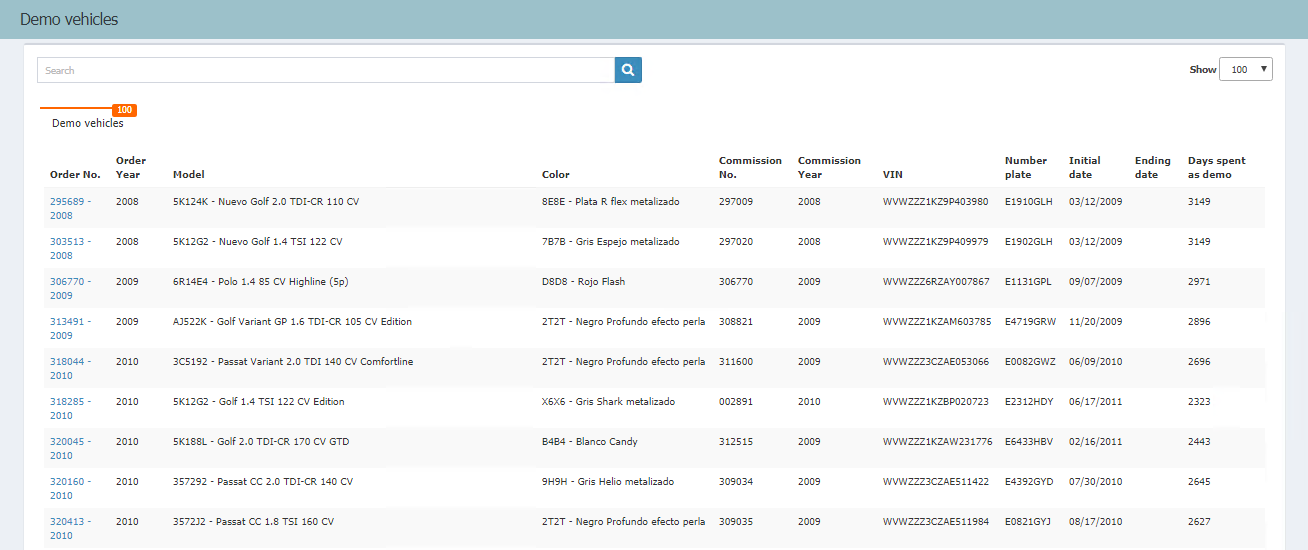 Demo vehicles
Search
Show 100
100
Demo vehicles
Order No. Order Year Model Color Commission No. Commission Year VIN Number plate Initial date Ending date Days spent as demo
295689 - 2008 2008 5K124K - Nuevo Golf 2.0 TDI-CR 110 CV 8E8E - Plata R flex metalizado 297009 2008 WVWZZZ1KZ9P403980 E1910GLH 03/12/2009 3149
303513 - 2008 2008 5K12G2 - Nuevo Golf 1.4 TSI 122 CV 7B7B - Gris Espejo metalizado 297020 2008 WVWZZZ1KZ9P409979 E1902GLH 03/12/2009 3149
306770 - 2009 2009 6R14E4 - Polo 1.4 85 CV Highline (5p) D8D8 - Rojo Flash 306770 2009 WVWZZZ6RZAY007867 E1131GPL 09/07/2009 2971
313491 - 2009 2009 AJ522K - Golf Variant GP 1.6 TDI-CR 105 CV Edition 2T2T - Negro Profundo efecto perla 308821 2009 WVWZZZ1KZAM603785 E4719GRW 11/20/2009 2896
318044 - 2010 2010 3C5192 - Passat Variant 2.0 TDI 140 CV Comfortline 2T2T - Negro Profundo efecto perla 311600 2009 WVWZZZ3CZAE053066 E0082GWZ 06/09/2010 2696
318285 - 2010 2010 5K12G2 - Golf 1.4 TSI 122 CV Edition X6X6 - Gris Shark metalizado 002891 2010 WVWZZZ1KZBP020723 E2312HDY 06/17/2011 2323
320045 - 2010 2010 5K188L - Golf 2.0 TDI-CR 170 CV GTD B4B4 - Blanco Candy 312515 2009 WVWZZZ1KZAW231776 E6433HBV 02/16/2011 2443
320160 - 2010 2010 357292 - Passat CC 2.0 TDI-CR 140 CV 9H9H - Gris Helio metalizado 309034 2009 WVWZZZ3CZAE511422 E4392GYD 07/30/2010 2645
320413 - 2010 2010 3572J2 - Passat CC 1.8 TSI 160 CV 2T2T - Negro Profundo efecto perla 309035 2009 WVWZZZ3CZAE511984 E0821GYJ 08/17/2010 2627